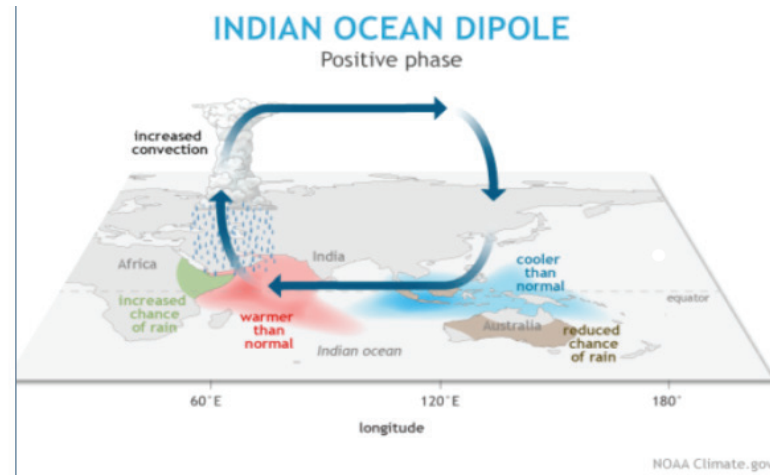 INDIAN OCEAN DIPOLE
Positive phase
increased
convection
Africa
India
increased
chance
of rain
warmer
than
normal
Indian ocean
cooler
than
normal
equator
Australia
reduced
chance
of rain
60°E
120°E
180°
longitude
NOAA Climate.gov